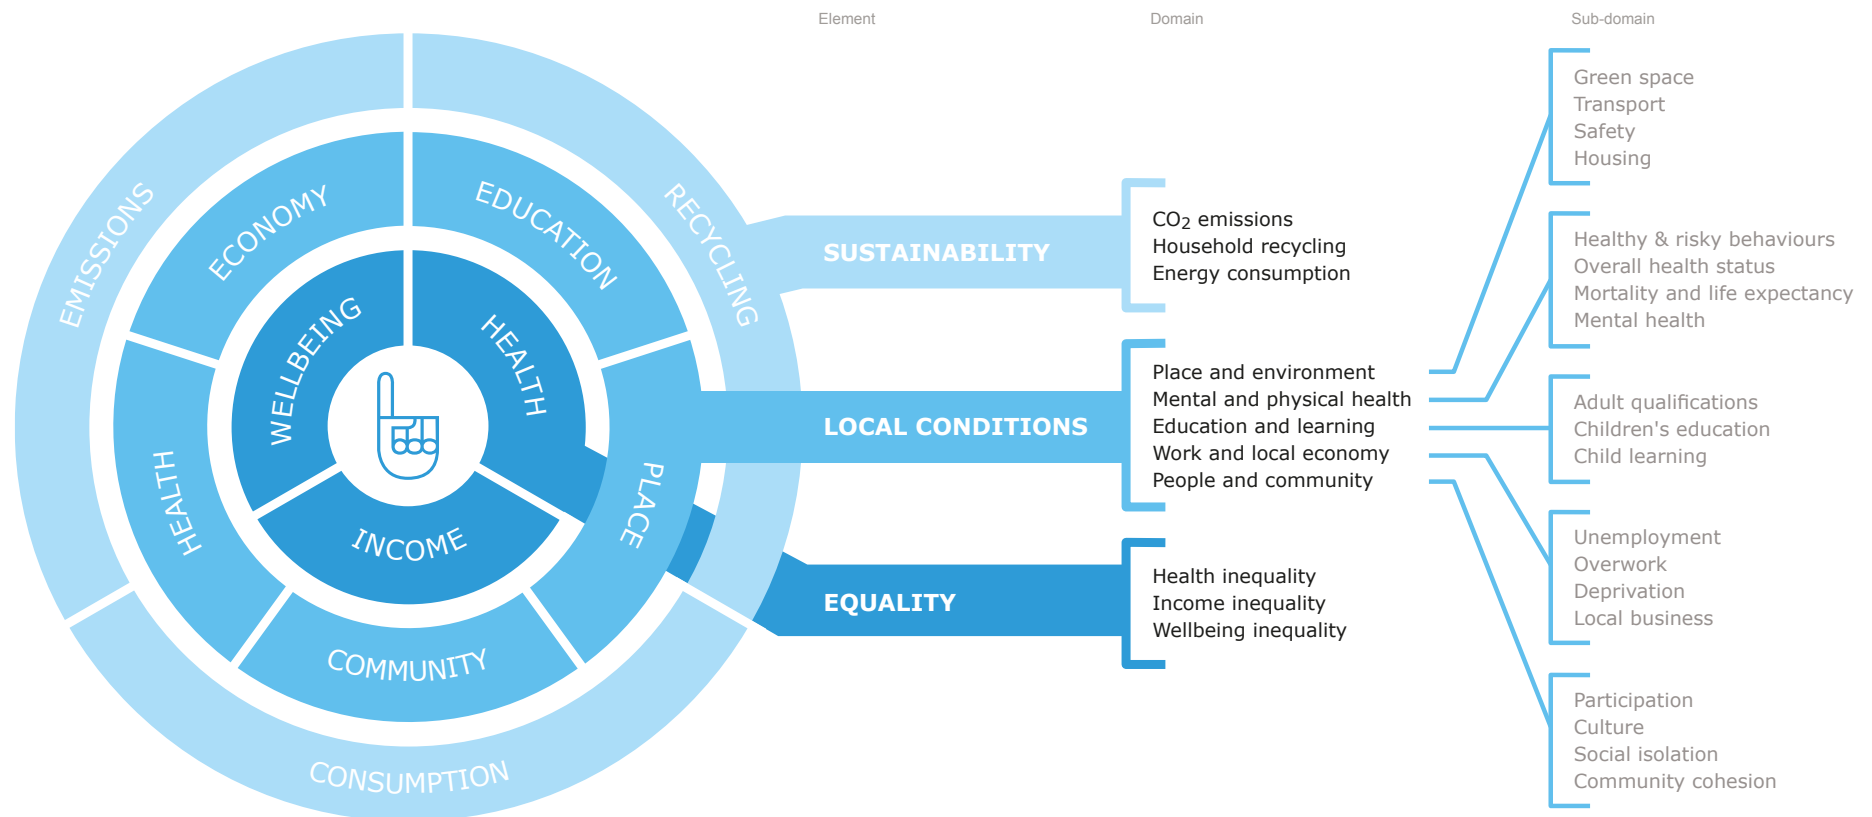 Element
Domain
Sub-domain
EMISSIONS
RECYCLING
CONSUMPTION
ECONOMY
EDUCATION
HEALTH
PLACE
COMMUNITY
WELLBEING
HEALTH
INCOME
SUSTAINABILITY
CO2 emissions
Household recycling
Energy consumption
LOCAL CONDITIONS
Place and environment
Mental and physical health
Education and learning
Work and local economy
People and community
EQUALITY
Health inequality
Income inequality
Wellbeing inequality
Green space
Transport
Safety
Housing
Healthy & risky behaviours
Overall health status
Mortality and life expectancy
Mental health
Adult qualifications
Children's education
Child learning
Unemployment
Overwork
Deprivation
Local business
Participation
Culture
Social isolation
Community cohesion